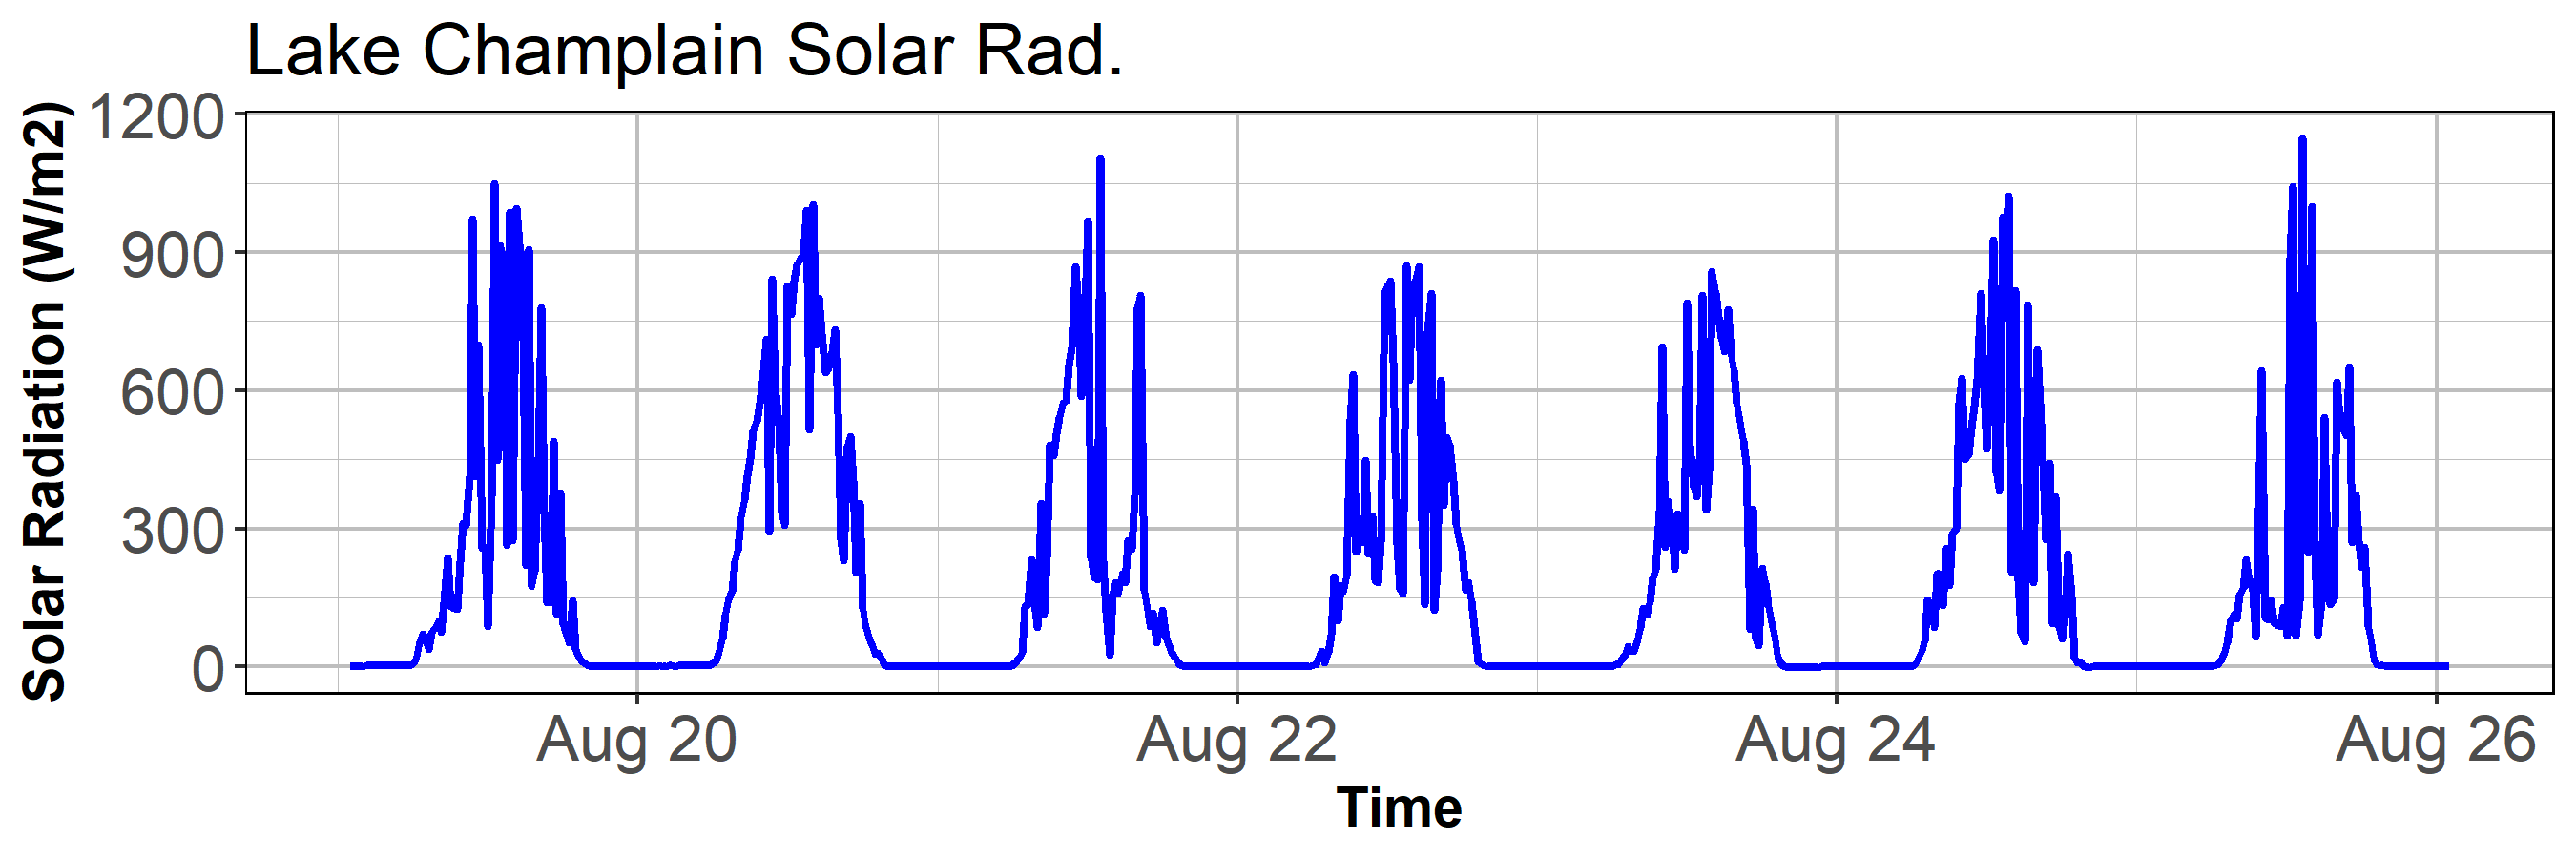 Lake Champlain Solar Rad.
Solar Radiation (W/m2)
1200
900
600
300
0
Aug 20
Aug 22
Aug 24
Aug 26
Time